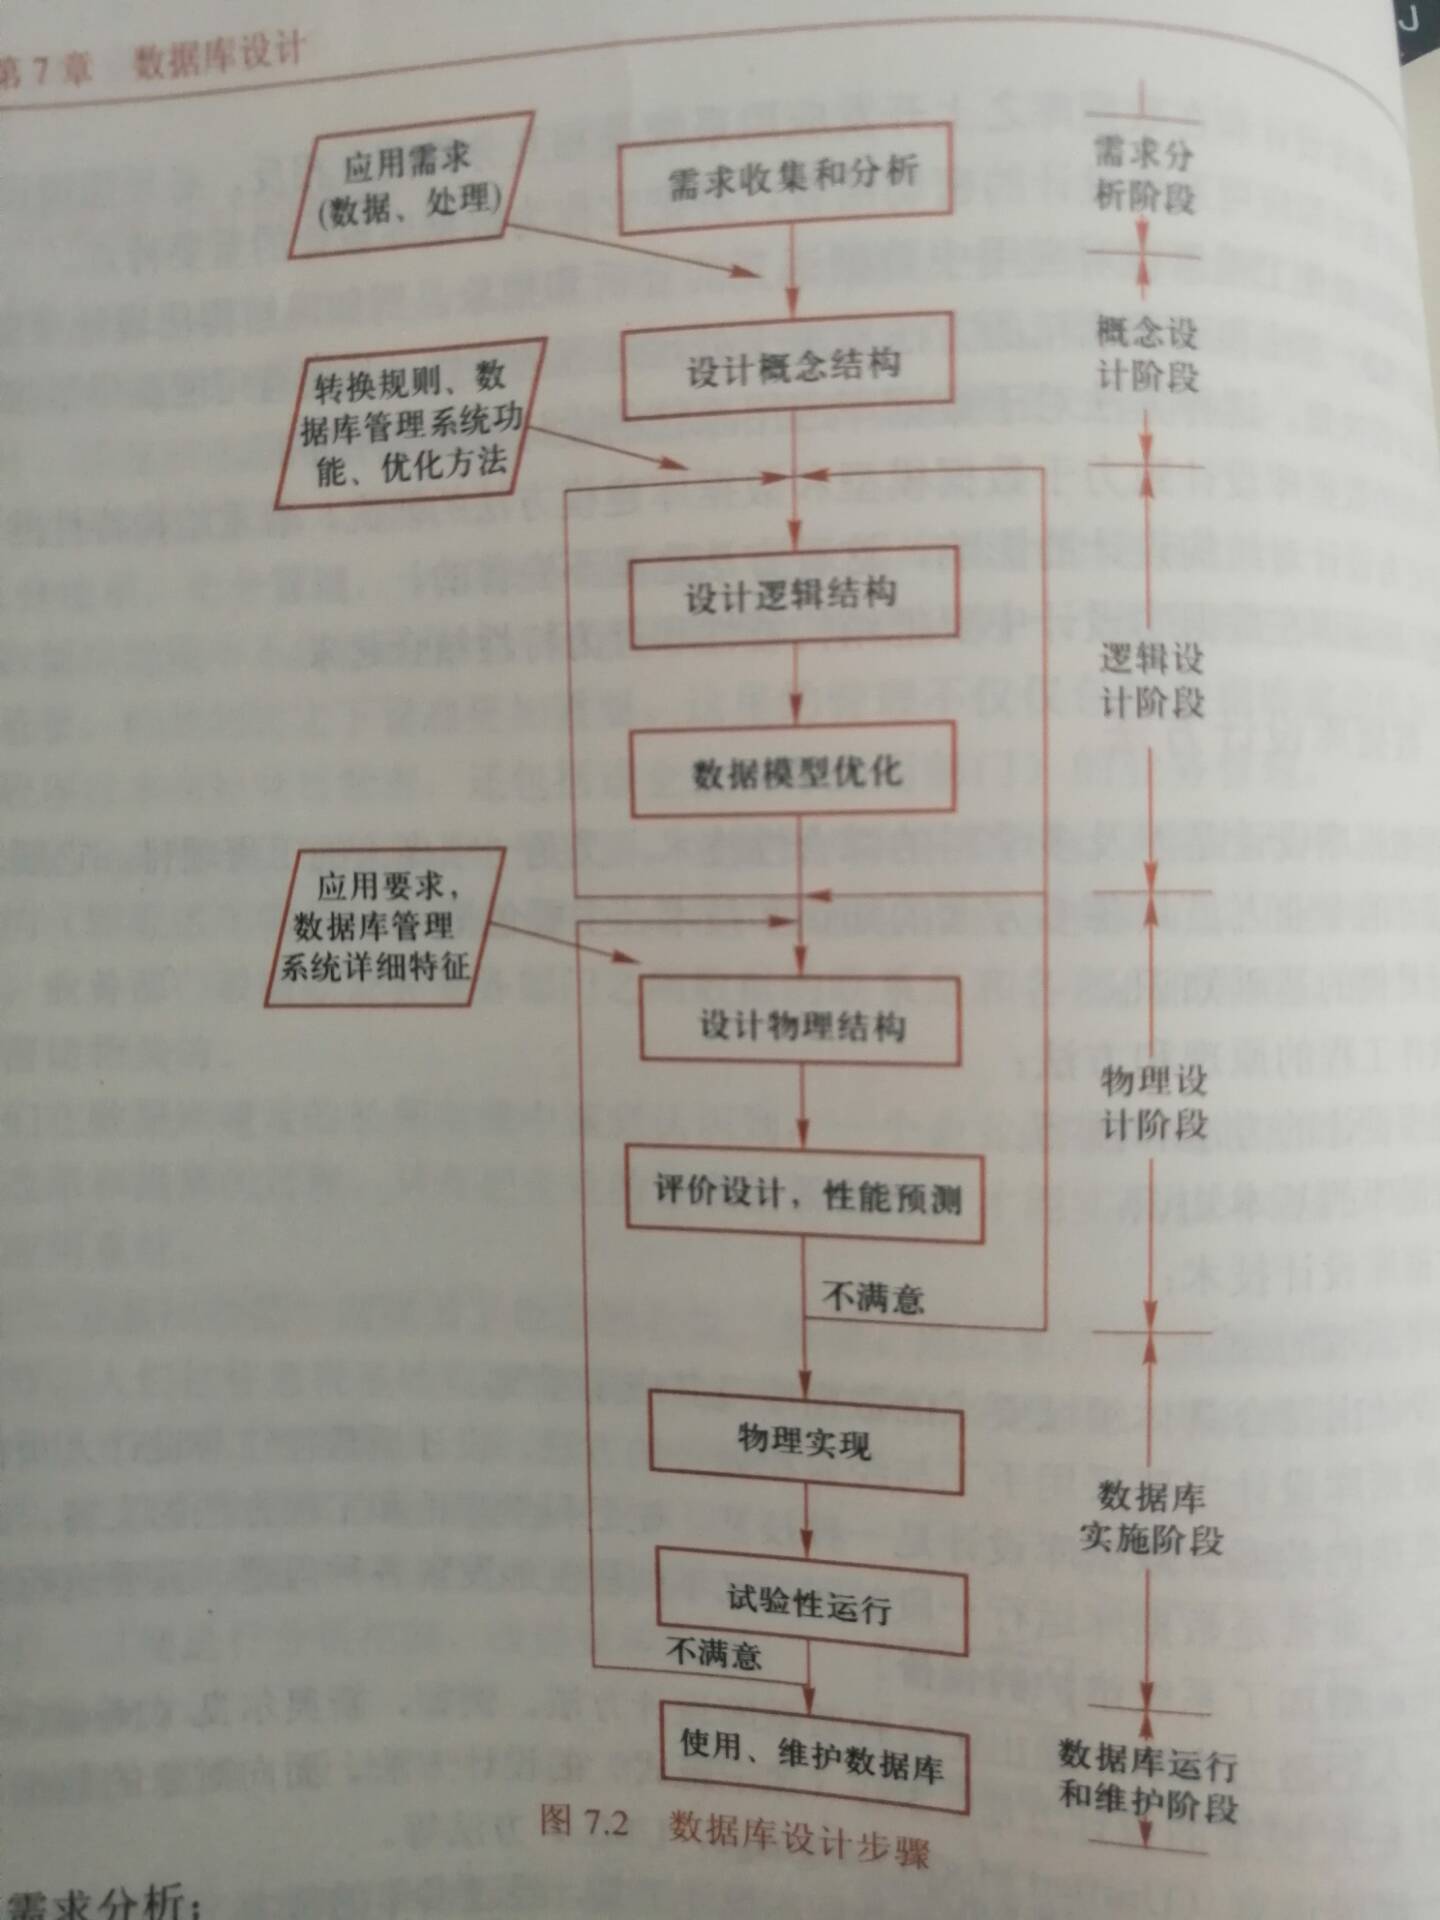 第7章 数据库设计
应用需求
(数据、处理)
需求收集和分析
需求分
析阶段
转换规则、数
据库管理系统功
能、优化方法
设计概念结构
概念设
计阶段
设计逻辑结构
数据模型优化
逻辑设
计阶段
应用要求,
数据库管理
系统详细特征
设计物理结构
评价设计,性能预测
不满意
物理设
计阶段
物理实现
试验性运行
不满意
数据库
实施阶段
使用、维护数据库
数据库运行
和维护阶段
图 7.2 数据库设计步骤
需求分析: